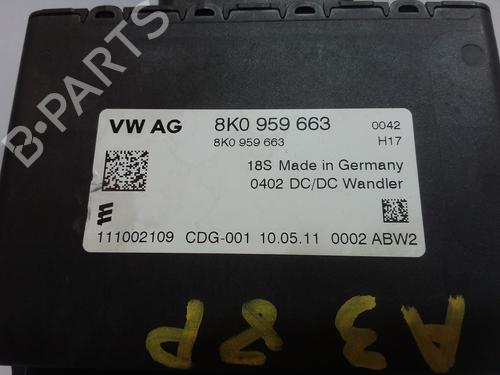 VW AG 8K0 959 663 0042
8K0 959 663 H17
18S Made in Germany
0402 DC/DC Wandler
111002109 CDG-001 10.05.11 0002 ABW2
A3 8P
B-PARTS